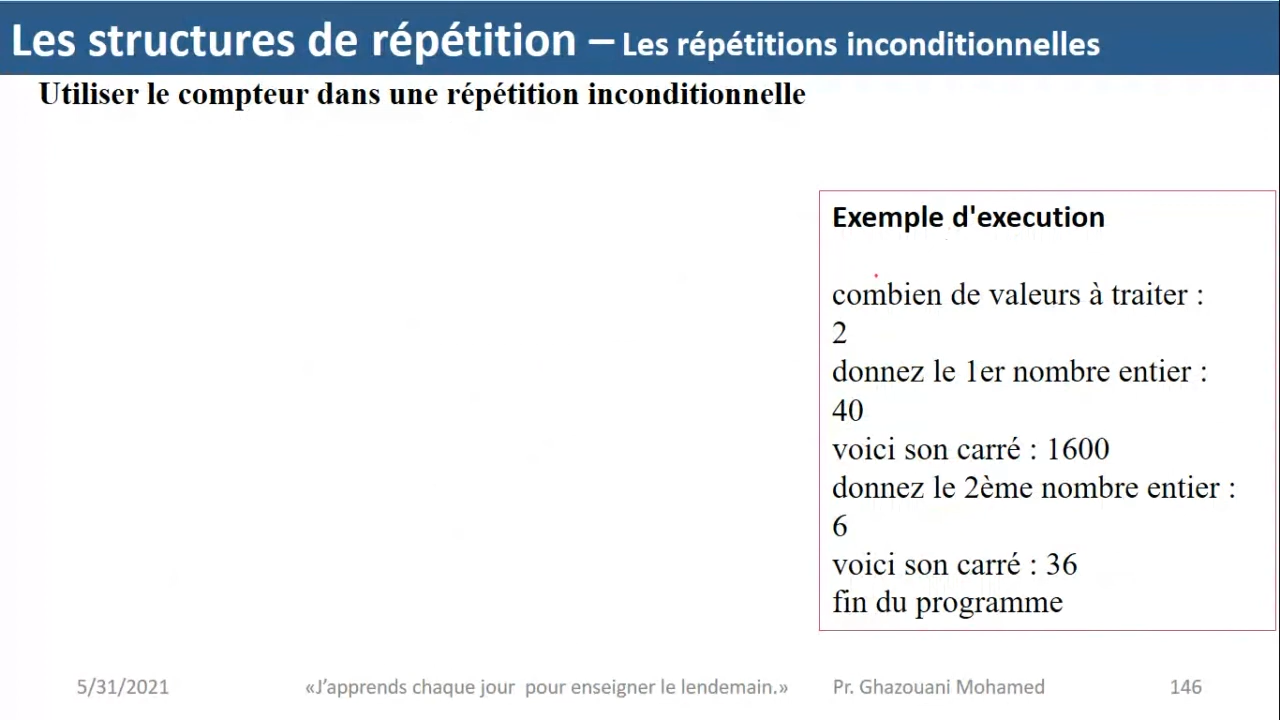 Les structures de répétition – Les répétitions inconditionnelles
Utiliser le compteur dans une répétition inconditionnelle
Exemple d'execution
combien de valeurs à traiter :
2
donnez le 1er nombre entier :
40
voici son carré : 1600
donnez le 2ème nombre entier :
6
voici son carré : 36
fin du programme
5/31/2021 «J’apprends chaque jour pour enseigner le lendemain.» Pr. Ghazouani Mohamed 146